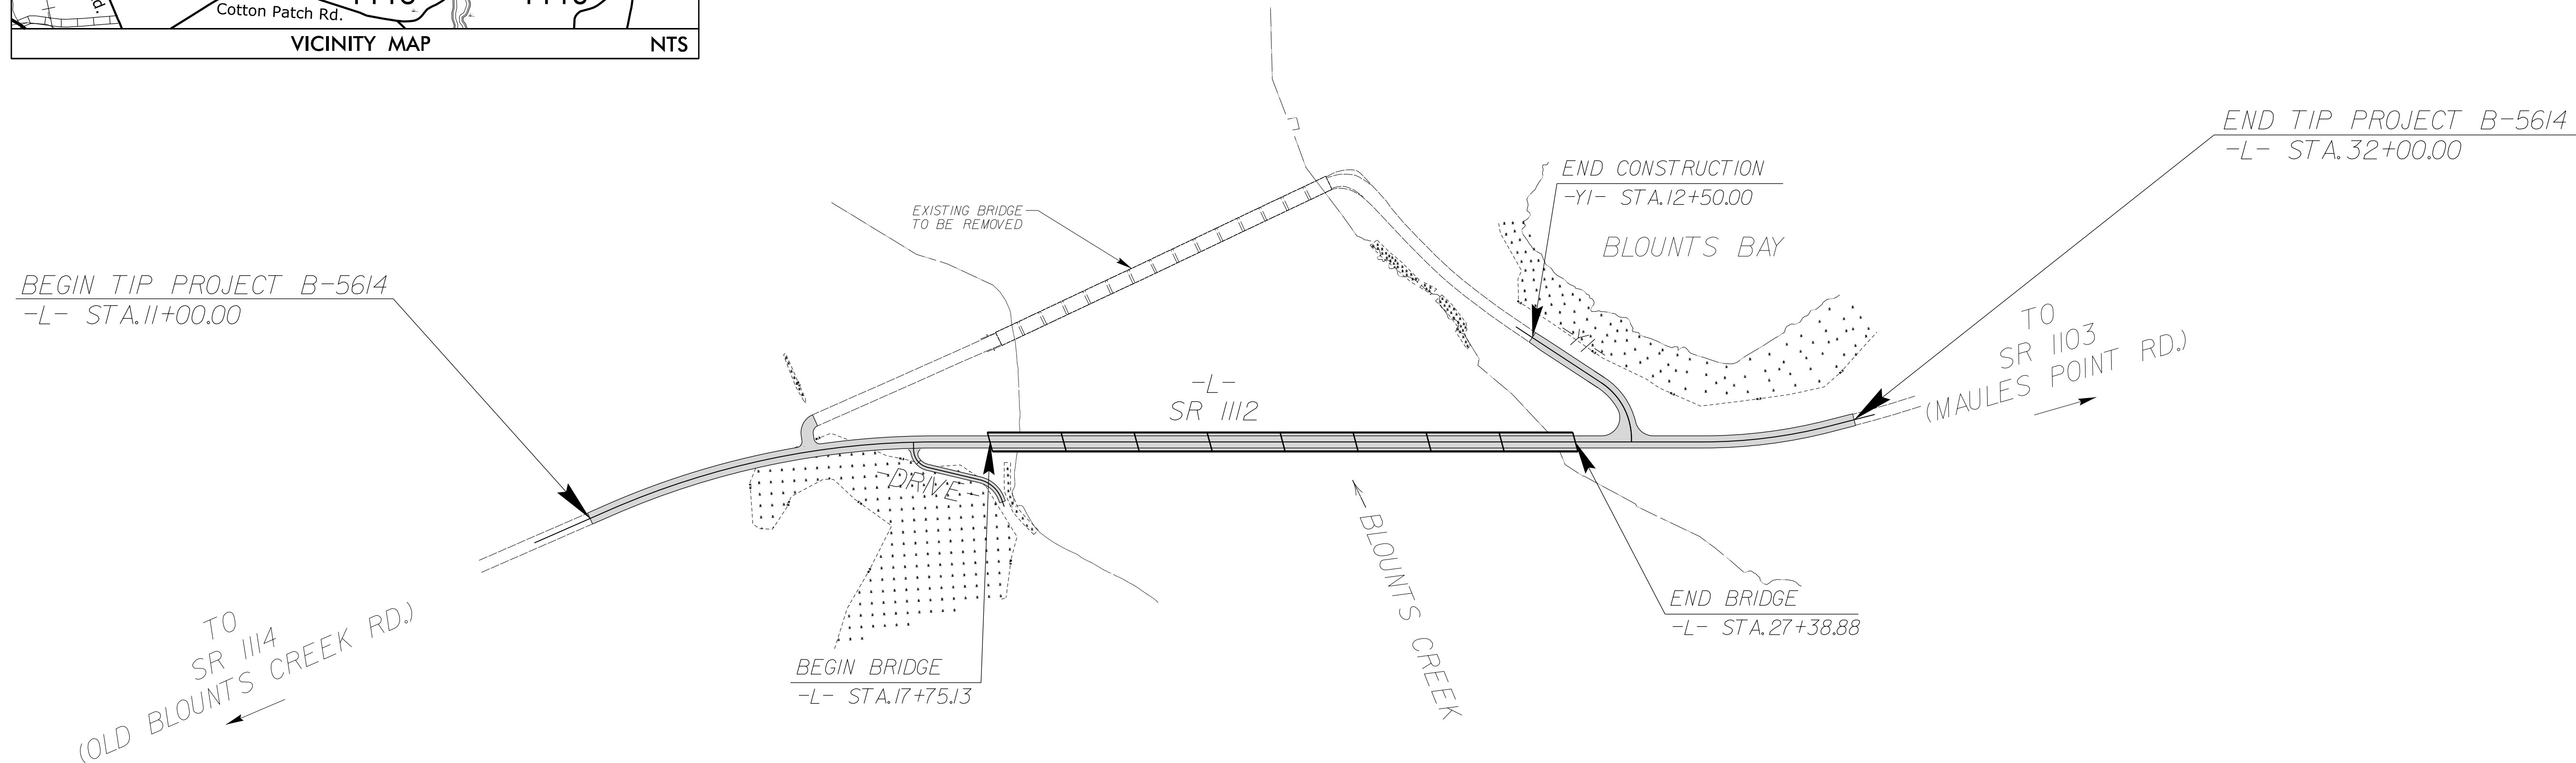 Cotton Patch Rd.
VICINITY MAP NTS
END TIP PROJECT B-5614
-L- STA.32+00.00
END CONSTRUCTION
-Y1- STA.12+50.00
EXISTING BRIDGE
TO BE REMOVED
BLOUNTS BAY
BEGIN TIP PROJECT B-5614
-L- STA.11+00.00
-Y1-
TO
SR 1103
(MAULES POINT RD.)
-L-
SR 1112
-DRIVE-
BLOUNTS CREEK
END BRIDGE
-L- STA.27+38.88
TO
SR 1114
(OLD BLOUNTS CREEK RD.)
BEGIN BRIDGE
-L- STA.17+75.13